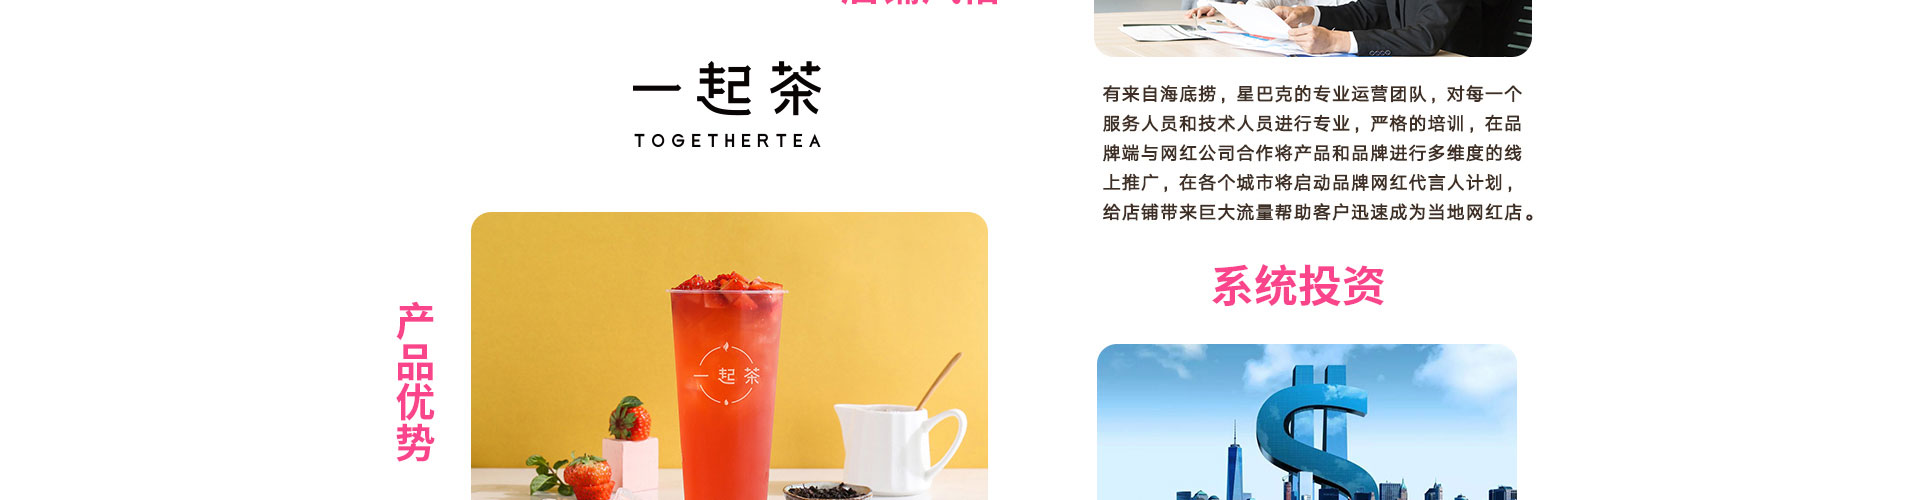 一起茶
TOGETHERTEA
产品优势
一起茶
有来自海底捞，星巴克的专业运营团队，对每一个
服务人员和技术人员进行专业，严格的培训，在品
牌端与网红公司合作将产品和品牌进行多维度的线
上推广，在各个城市将启动品牌网红代言人计划，
给店铺带来巨大流量帮助客户迅速成为当地网红店。
系统投资